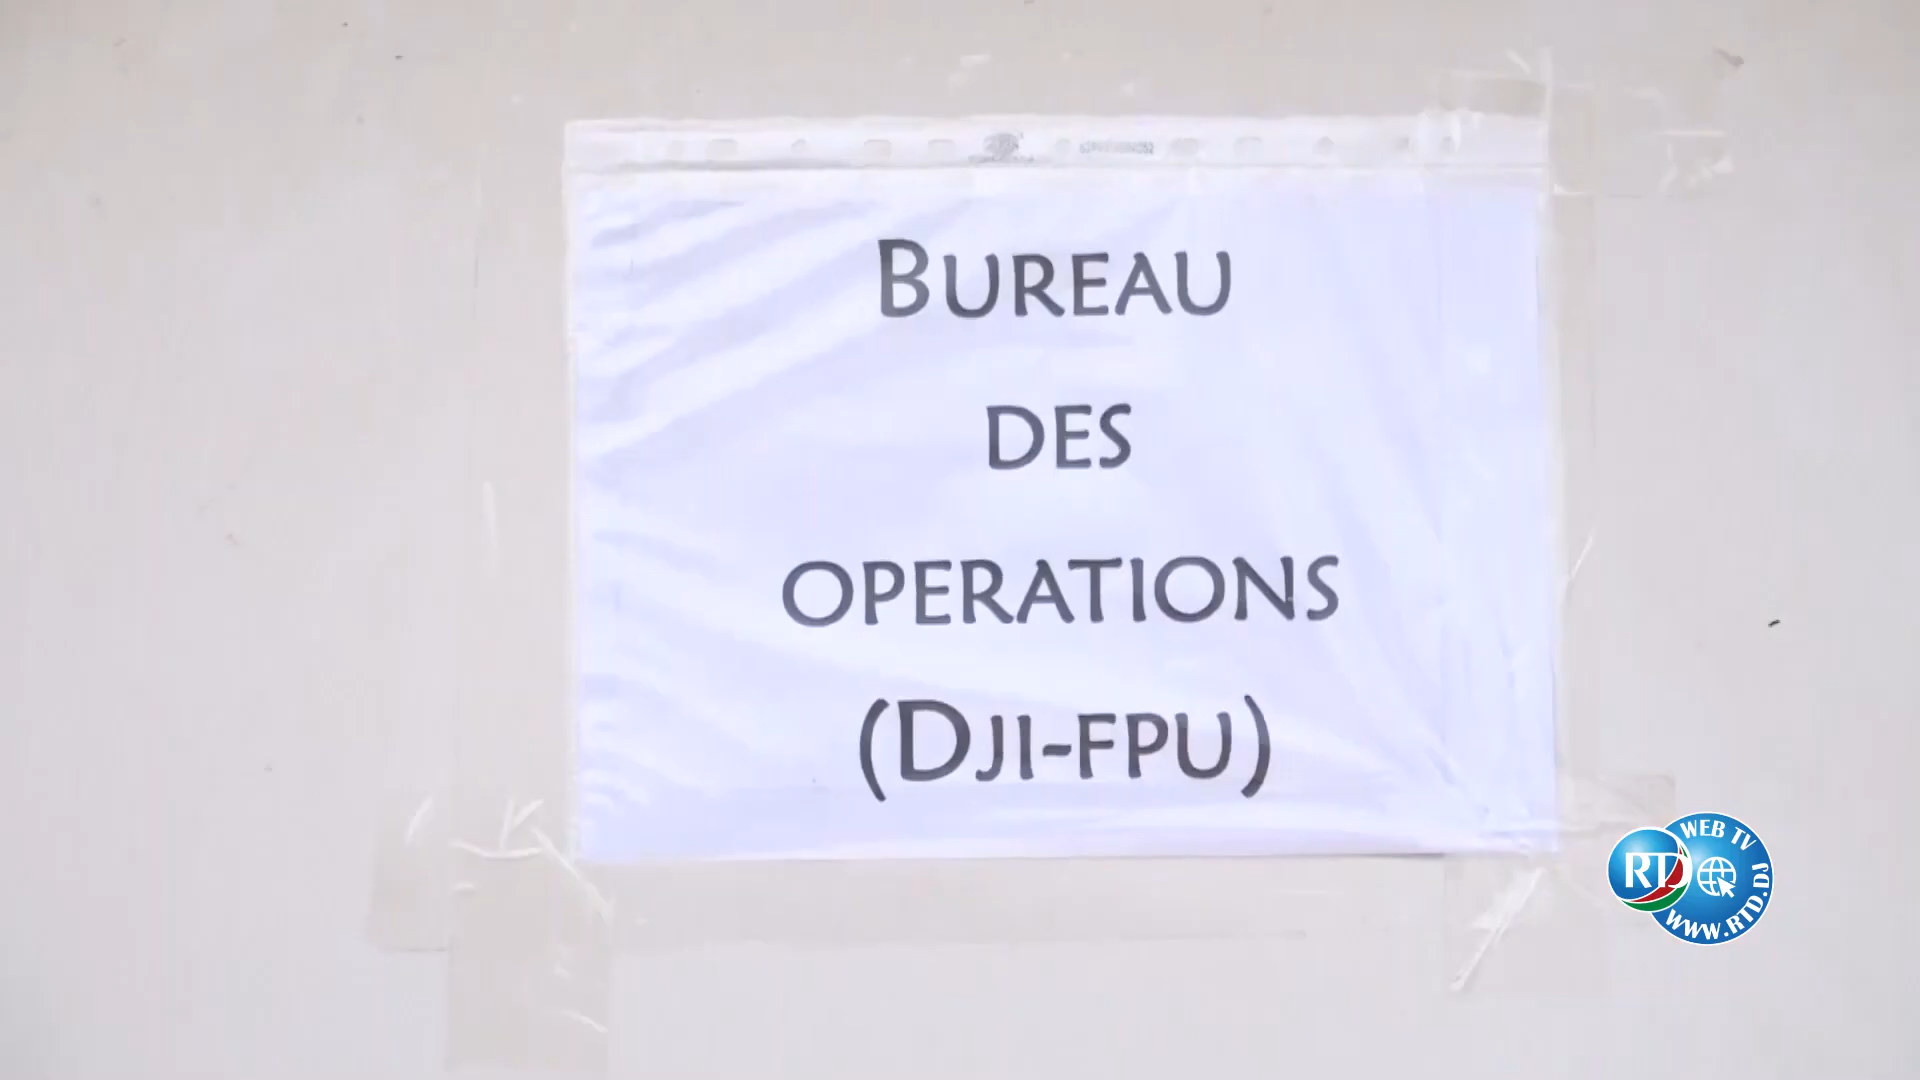 Bureau
des
operations
(Dji-fpu)
WEB TV
RTD
WWW.RTD.DJ